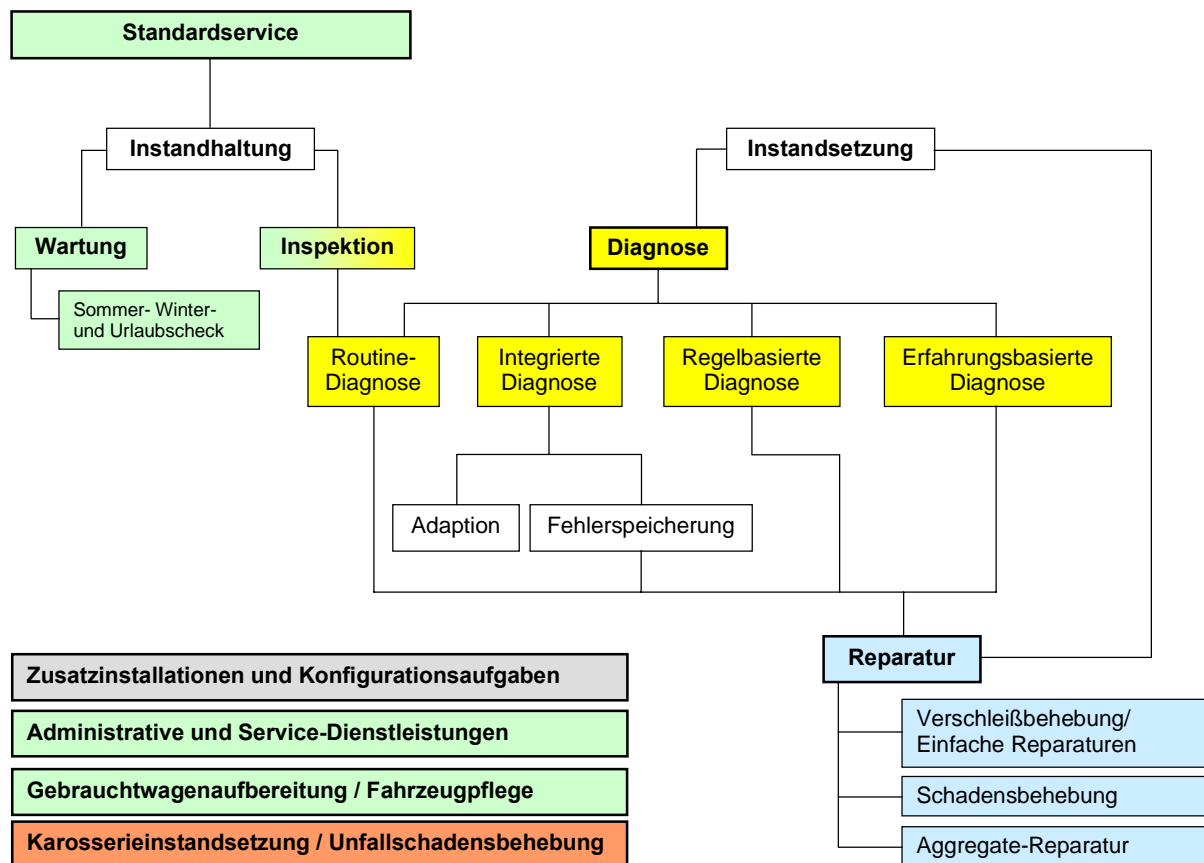 Standardservice
Instandhaltung
Instandsetzung
Wartung
Inspektion
Diagnose
Sommer- Winter-
und Urlaubscheck
Routine-
Diagnose
Integrierte
Diagnose
Regelbasierte
Diagnose
Erfahrungsbasierte
Diagnose
Adaption
Fehlerspeicherung
Reparatur
Zusatzinstallationen und Konfigurationsaufgaben
Administrative und Service-Dienstleistungen
Gebrauchtwagenaufbereitung / Fahrzeugpflege
Karosserieinstandsetzung / Unfallschadensbehebung
Verschleißbehebung/
Einfache Reparaturen
Schadensbehebung
Aggregate-Reparatur